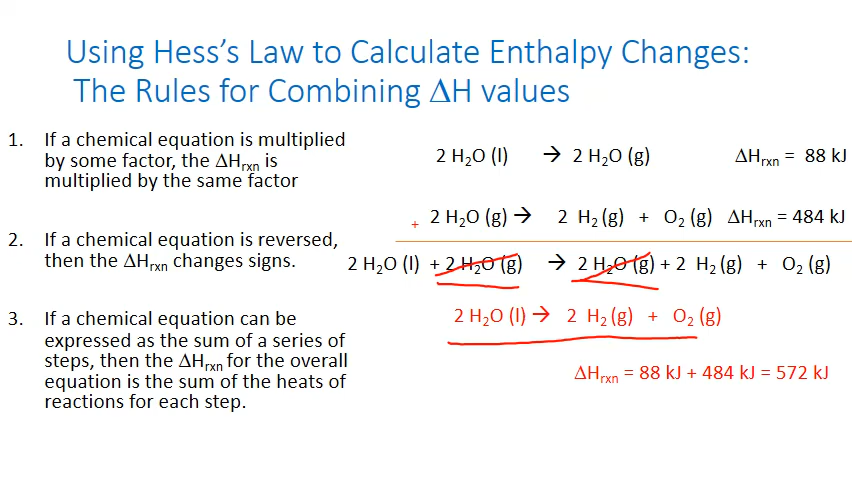 Using Hess's Law to Calculate Enthalpy Changes:
The Rules for Combining ΔH values
1. If a chemical equation is multiplied
by some factor, the ΔHrxn is
multiplied by the same factor
2. If a chemical equation is reversed,
then the ΔHrxn changes signs.
3. If a chemical equation can be
expressed as the sum of a series of
steps, then the ΔHrxn for the overall
equation is the sum of the heats of
reactions for each step.
2 H₂O (l) → 2 H₂O (g) ΔHrxn = 88 kJ
+ 2 H₂O (g) → 2 H₂ (g) + O₂ (g) ΔHrxn = 484 kJ
2 H₂O (l) + 2 H₂O (g) → 2 H₂O (g) + 2 H₂ (g) + O₂ (g)
2 H₂O (l) → 2 H₂ (g) + O₂ (g)
ΔHrxn = 88 kJ + 484 kJ = 572 kJ